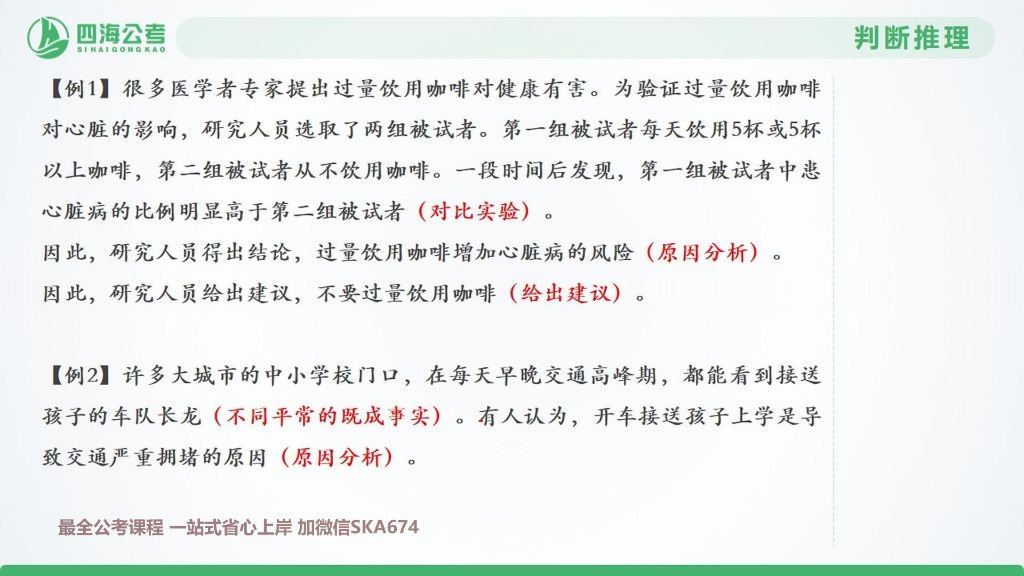 四海公考
SIHAIGONGKAO
判断推理
【例1】很多医学者专家提出过量饮用咖啡对健康有害。为验证过量饮用咖啡
对心脏的影响，研究人员选取了两组被试者。第一组被试者每天饮用5杯或5杯
以上咖啡，第二组被试者从不饮用咖啡。一段时间后发现，第一组被试者中患
心脏病的比例明显高于第二组被试者（对比实验）。
因此，研究人员得出结论，过量饮用咖啡增加心脏病的风险（原因分析）。
因此，研究人员给出建议，不要过量饮用咖啡（给出建议）。
【例2】许多大城市的中小学校门口，在每天早晚交通高峰期，都能看到接送
孩子的车队长龙（不同平常的既成事实）。有人认为，开车接送孩子上学是导
致交通严重拥堵的原因（原因分析）。
最全公考课程 一站式省心上岸 加微信SKA674